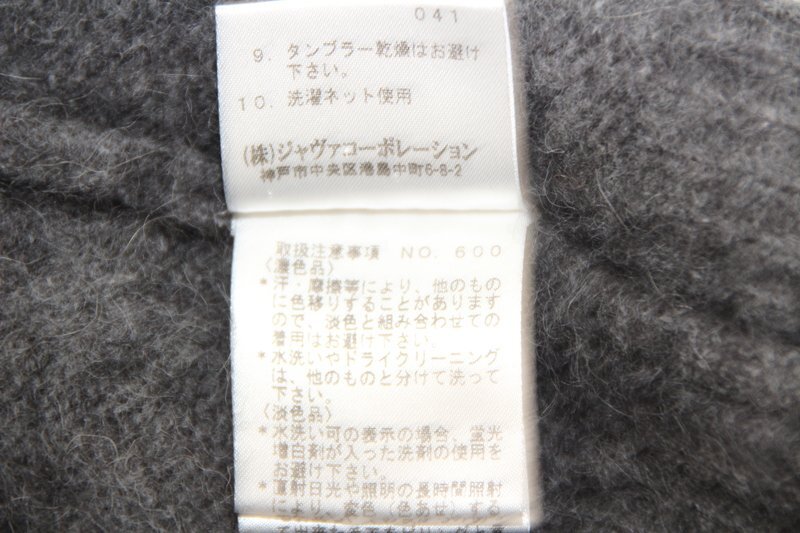 041
9. タンブラー乾燥はお避け
下さい。
10. 洗濯ネット使用
(株)ジャヴァコーポレーション
神戸市中央区港島中町6-8-2
取扱注意事項 NO. 600
〈濃色品〉
*汗・摩擦等により、他のもの
に色移りすることがあります
ので、淡色と組み合わせての
着用はお避け下さい。
*水洗いやドライクリーニング
は、他のものと分けて洗って
下さい。
〈淡色品〉
*水洗い可の表示の場合、蛍光
増白剤が入った洗剤の使用を
お避け下さい。
*直射日光や照明の長時間照射
により、変色(色あせ)する